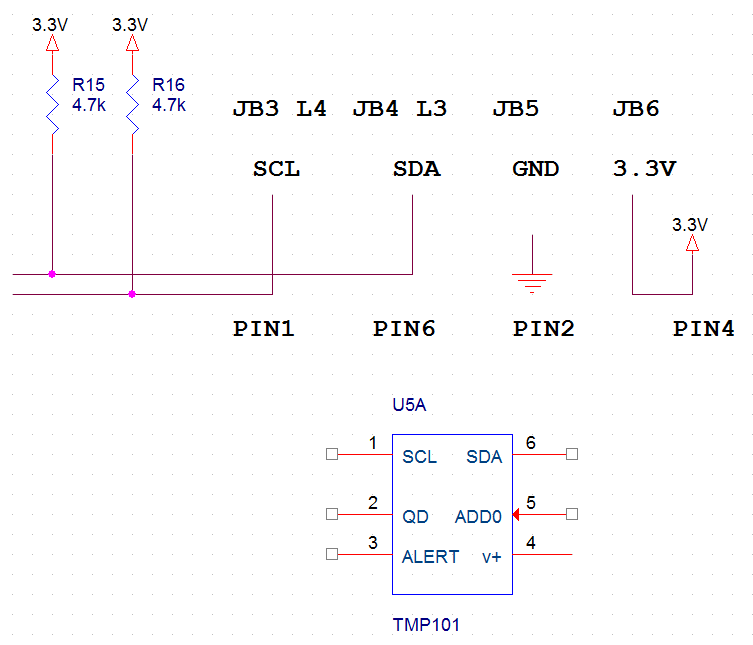 3.3V 3.3V
R15 R16
4.7k 4.7k
JB3 L4 JB4 L3 JB5 JB6
SCL SDA GND 3.3V
3.3V
PIN1 PIN6 PIN2 PIN4
U5A
1 6
SCL SDA
2 5
QD ADD0
3 4
ALERT v+
TMP101